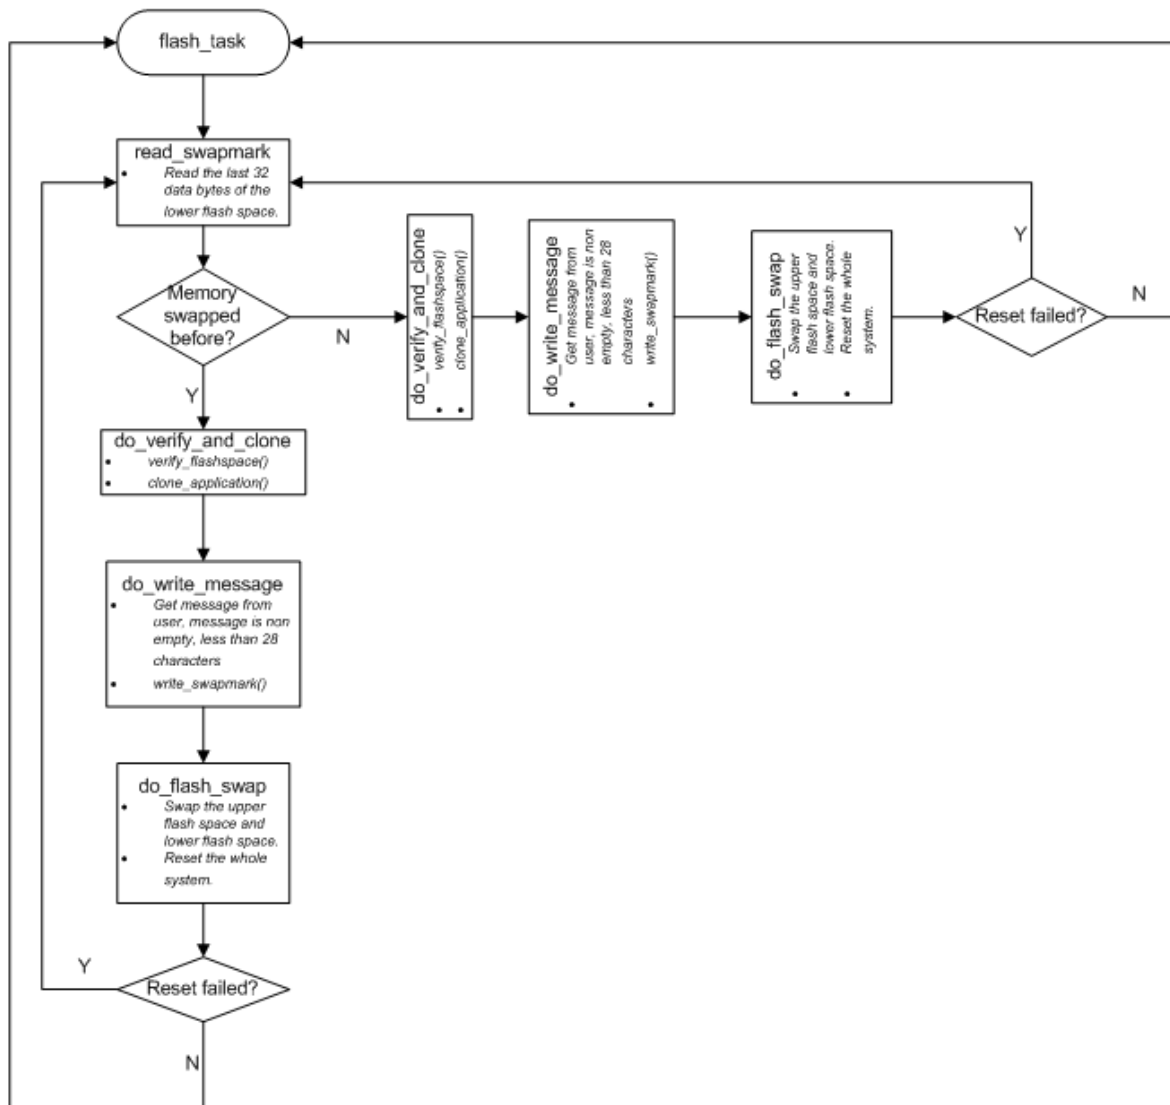 flash_task
read_swapmark
• Read the last 32
data bytes of the
lower flash space.
Memory
swapped
before?
N
Y
do_verify_and_clone
• verify_flashspace()
• clone_application()
do_write_message
• Get message from
user, message is non
empty, less than 28
characters
• write_swapmark()
do_flash_swap
• Swap the upper
flash space and
lower flash space.
• Reset the whole
system.
Reset failed?
Y
N
do_verify_and_clone
• verify_flashspace()
• clone_application()
do_write_message
• Get message from
user, message is non
empty, less than 28
characters
• write_swapmark()
do_flash_swap
• Swap the upper
flash space and
lower flash space.
• Reset the whole
system.
Reset failed?
Y
N